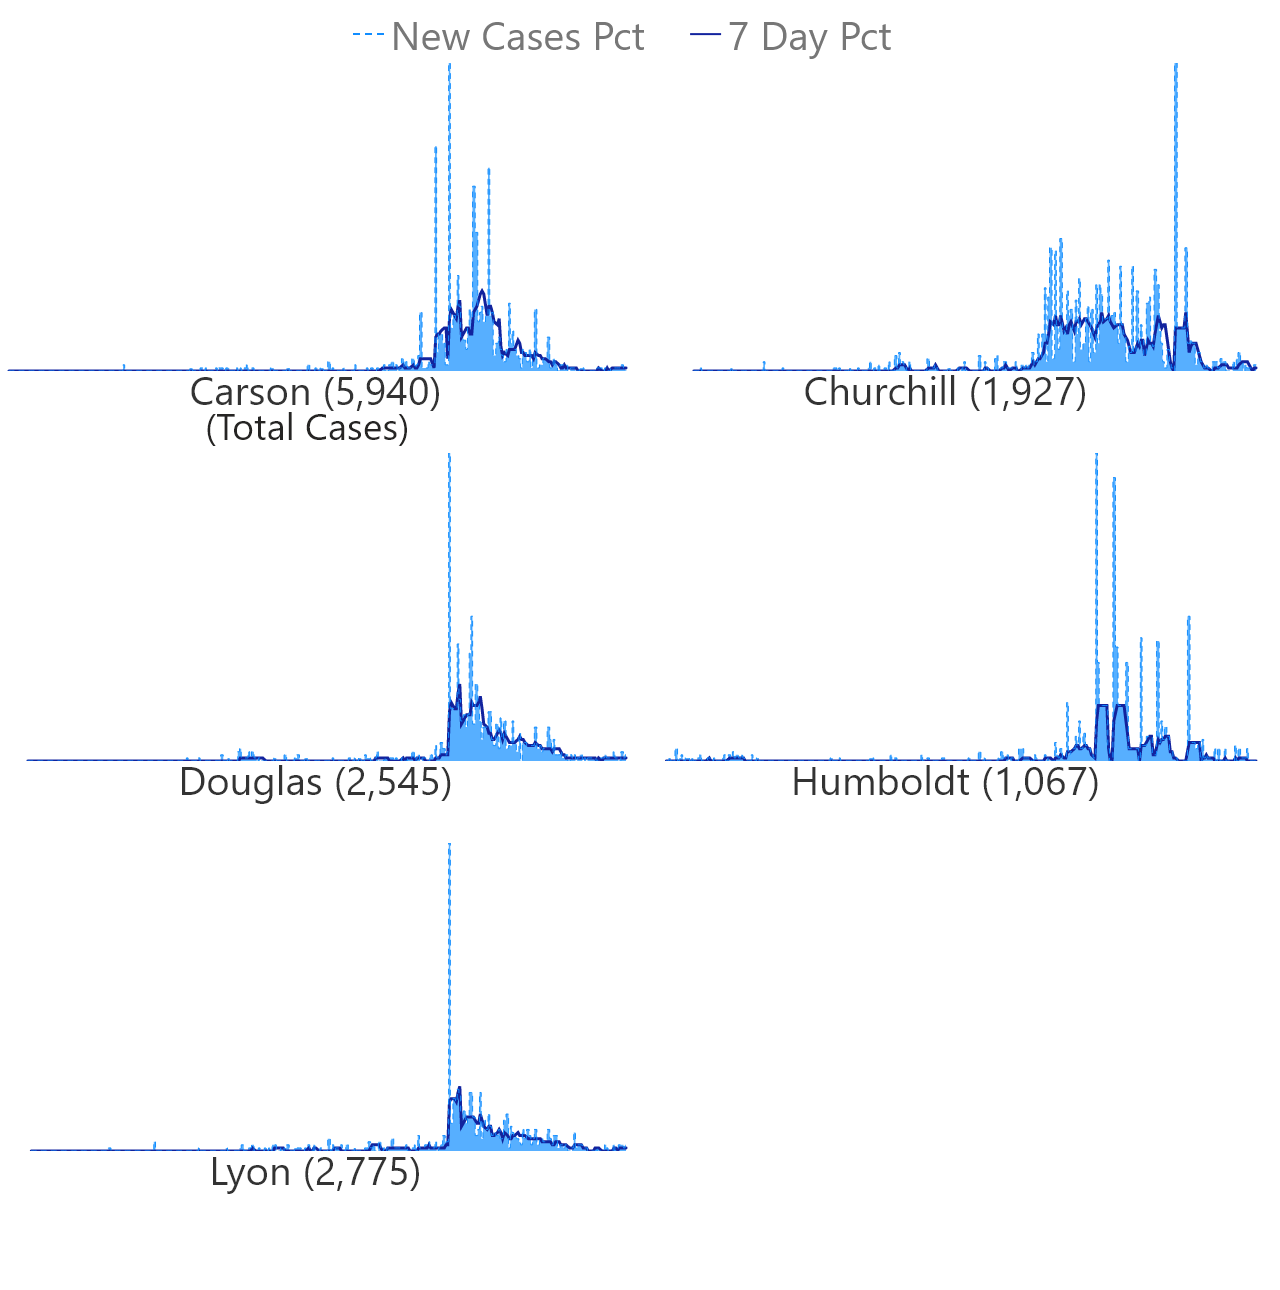 New Cases Pct 7 Day Pct
Carson (5,940) Churchill (1,927)
(Total Cases)
Douglas (2,545) Humboldt (1,067)
Lyon (2,775)